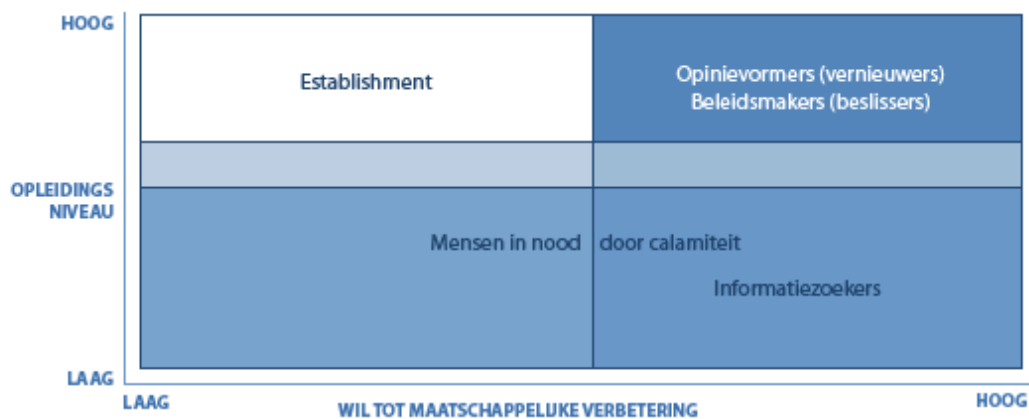 HOOG
Establishment
Opinievormers (vernieuwers)
Beleidsmakers (beslissers)
OPLEIDINGS
NIVEAU
Mensen in nood door calamiteit
Informatiezoekers
LAAG
LAAG
WIL TOT MAATSCHAPPELIJKE VERBETERING
HOOG